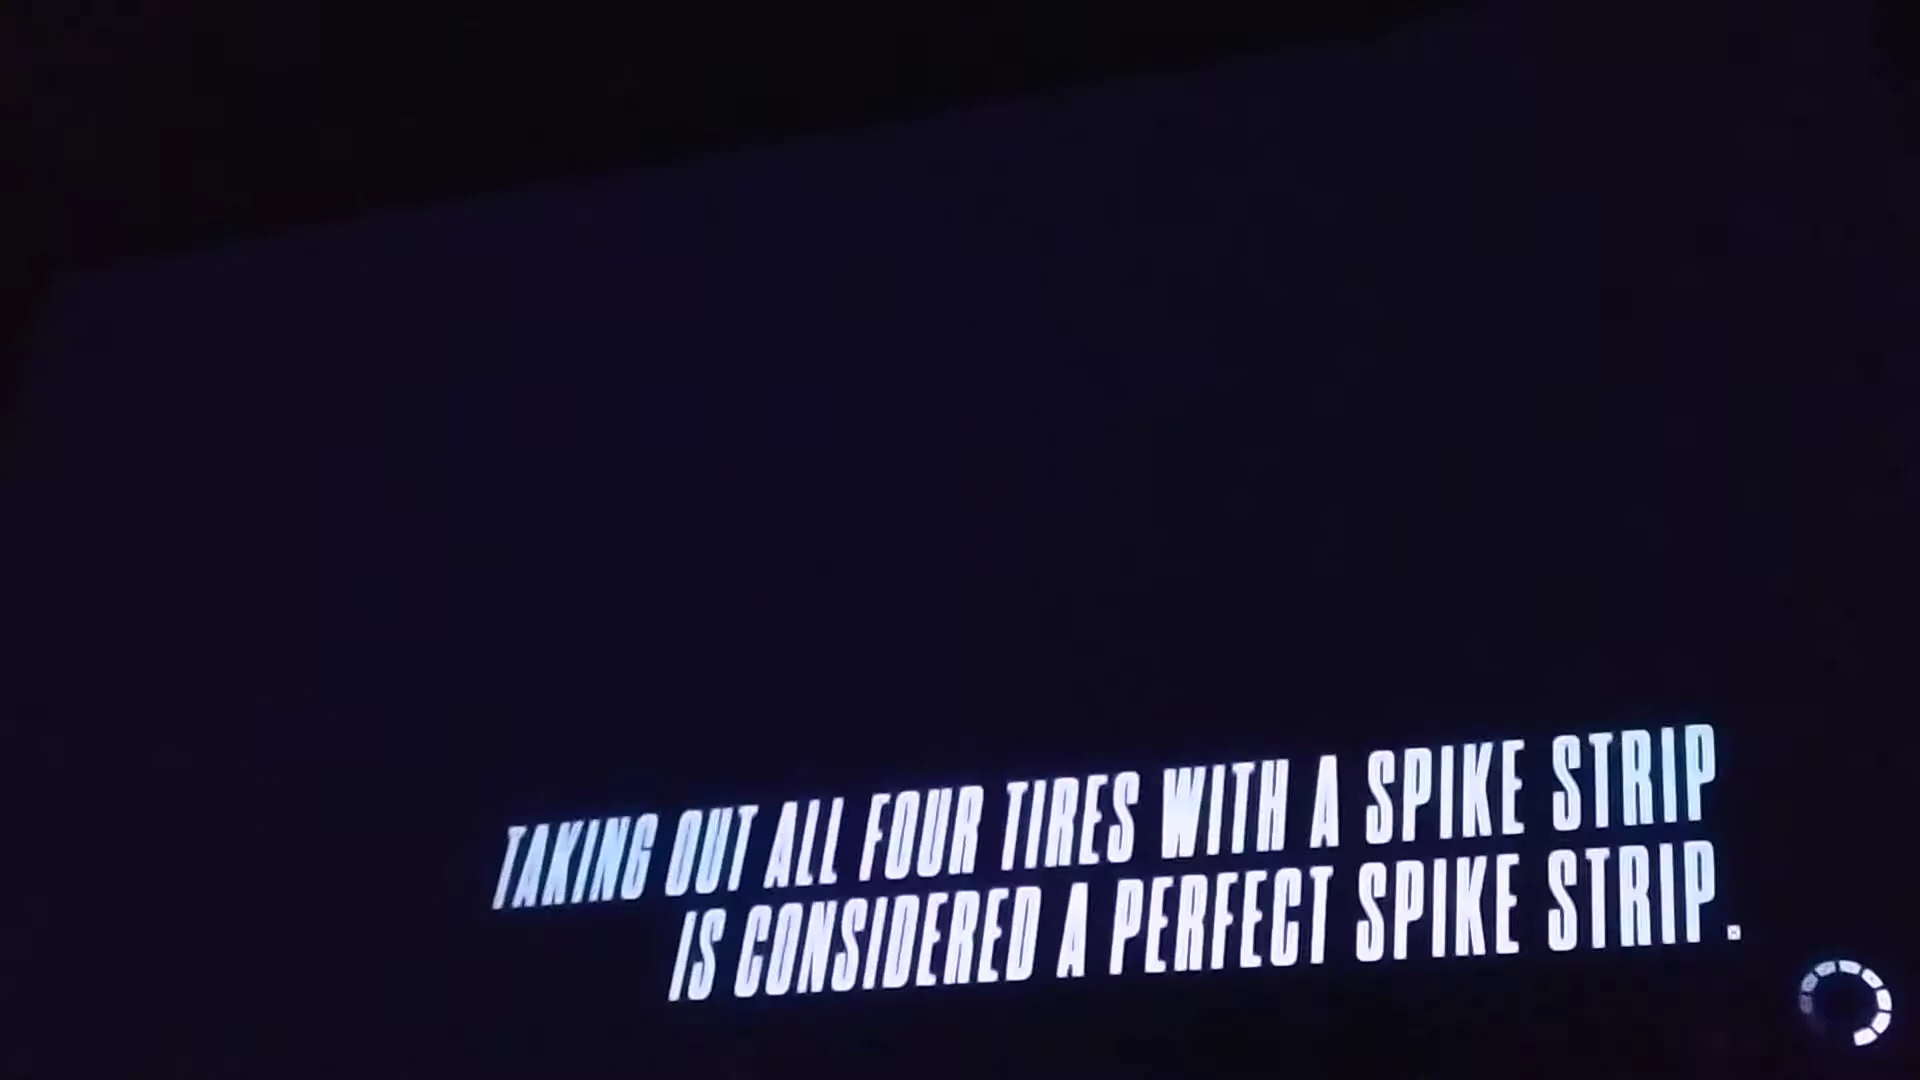 TAKING OUT ALL FOUR TIRES WITH A SPIKE STRIP
IS CONSIDERED A PERFECT SPIKE STRIP.